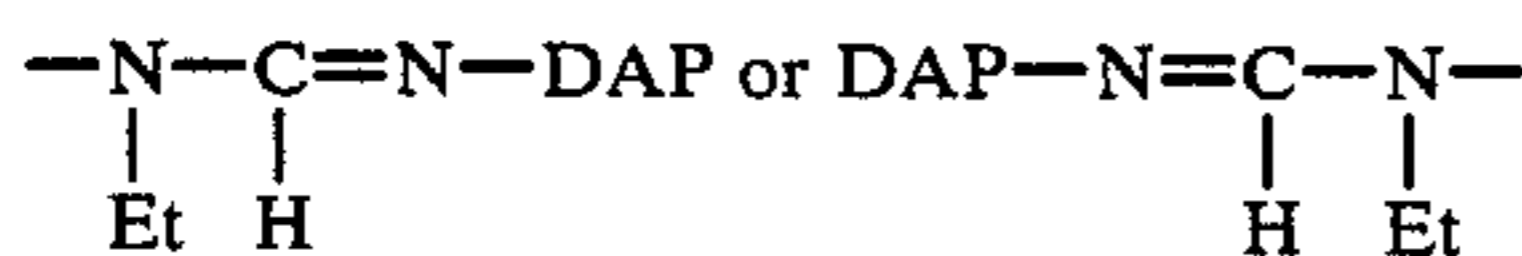 —N—C=N—DAP or DAP—N=C—N—
Et H H Et